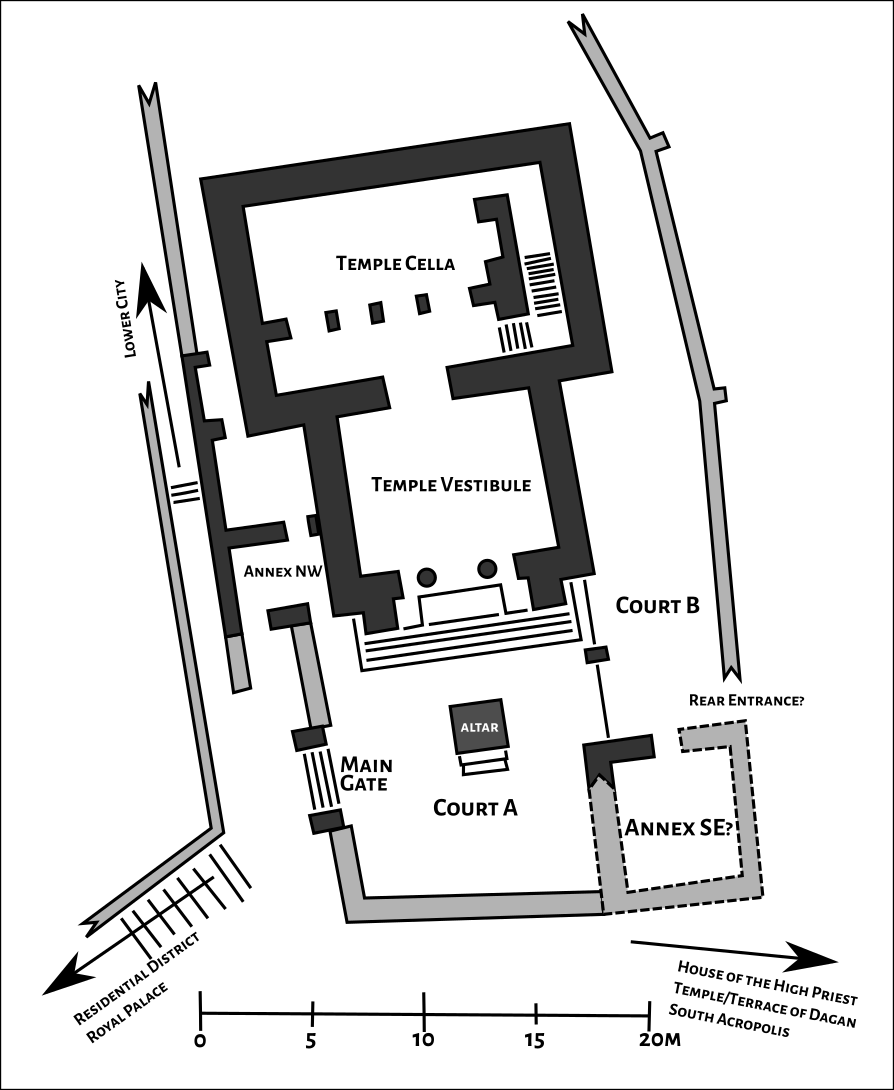 Temple Cella
Lower City
Temple Vestibule
Annex NW
Court B
Rear Entrance?
Altar
Main
Gate
Court A
Annex SE?
Residential District
Royal Palace
House of the High Priest
Temple/Terrace of Dagan
South Acropolis
0 5 10 15 20m